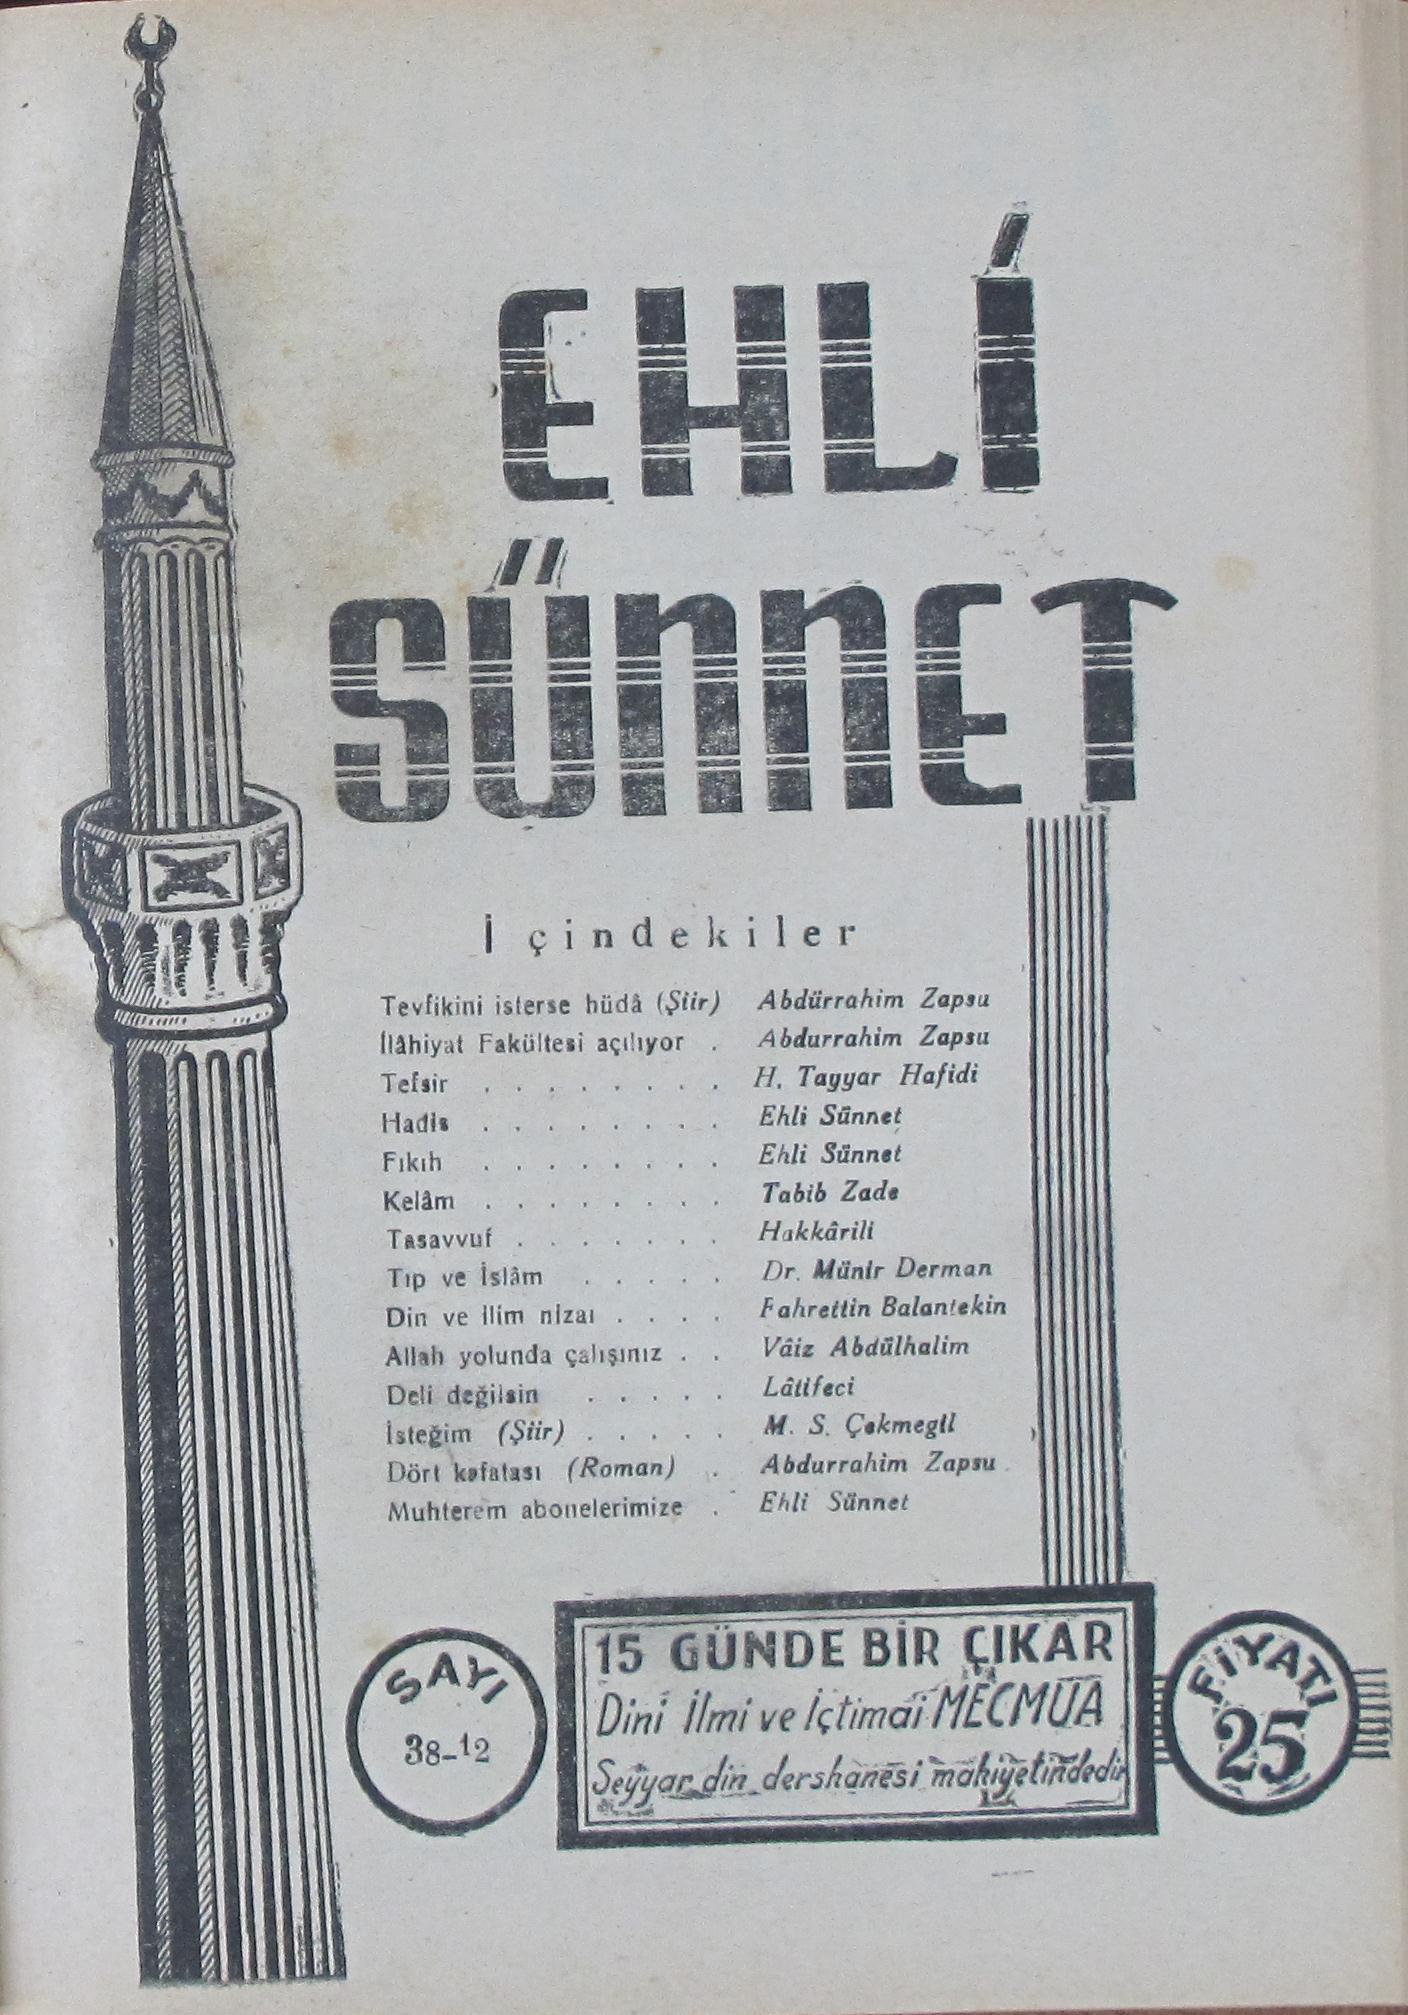 EHLİ
SÜNNET
İçindekiler
Tevfikini isterse hüdâ (Şiir) Abdürrahim Zapsu
İlâhiyat Fakültesi açılıyor . Abdurrahim Zapsu
Tefsir . . . . . . . . H. Tayyar Hafidi
Hadis . . . . . . . . Ehli Sünnet
Fıkıh . . . . . . . . Ehli Sünnet
Kelâm . . . . . . . . Tabib Zade
Tasavvuf . . . . . . . Hakkârili
Tıp ve İslâm . . . . . Dr. Münir Derman
Din ve ilim nizaı . . . . Fahrettin Balantekin
Allah yolunda çalışınız . . Vâiz Abdülhalim
Deli değilsin . . . . . Lâtifeci
İsteğim (Şiir) . . . . . M. S. Çekmegil
Dört kafatası (Roman) . Abdurrahim Zapsu
Muhterem abonelerimize . Ehli Sünnet
SAYI
38-12
15 GÜNDE BİR ÇIKAR
Dini İlmi ve İçtimai MECMUA
Seyyar din dershanesi mahiyetindedir
FİYATI
25